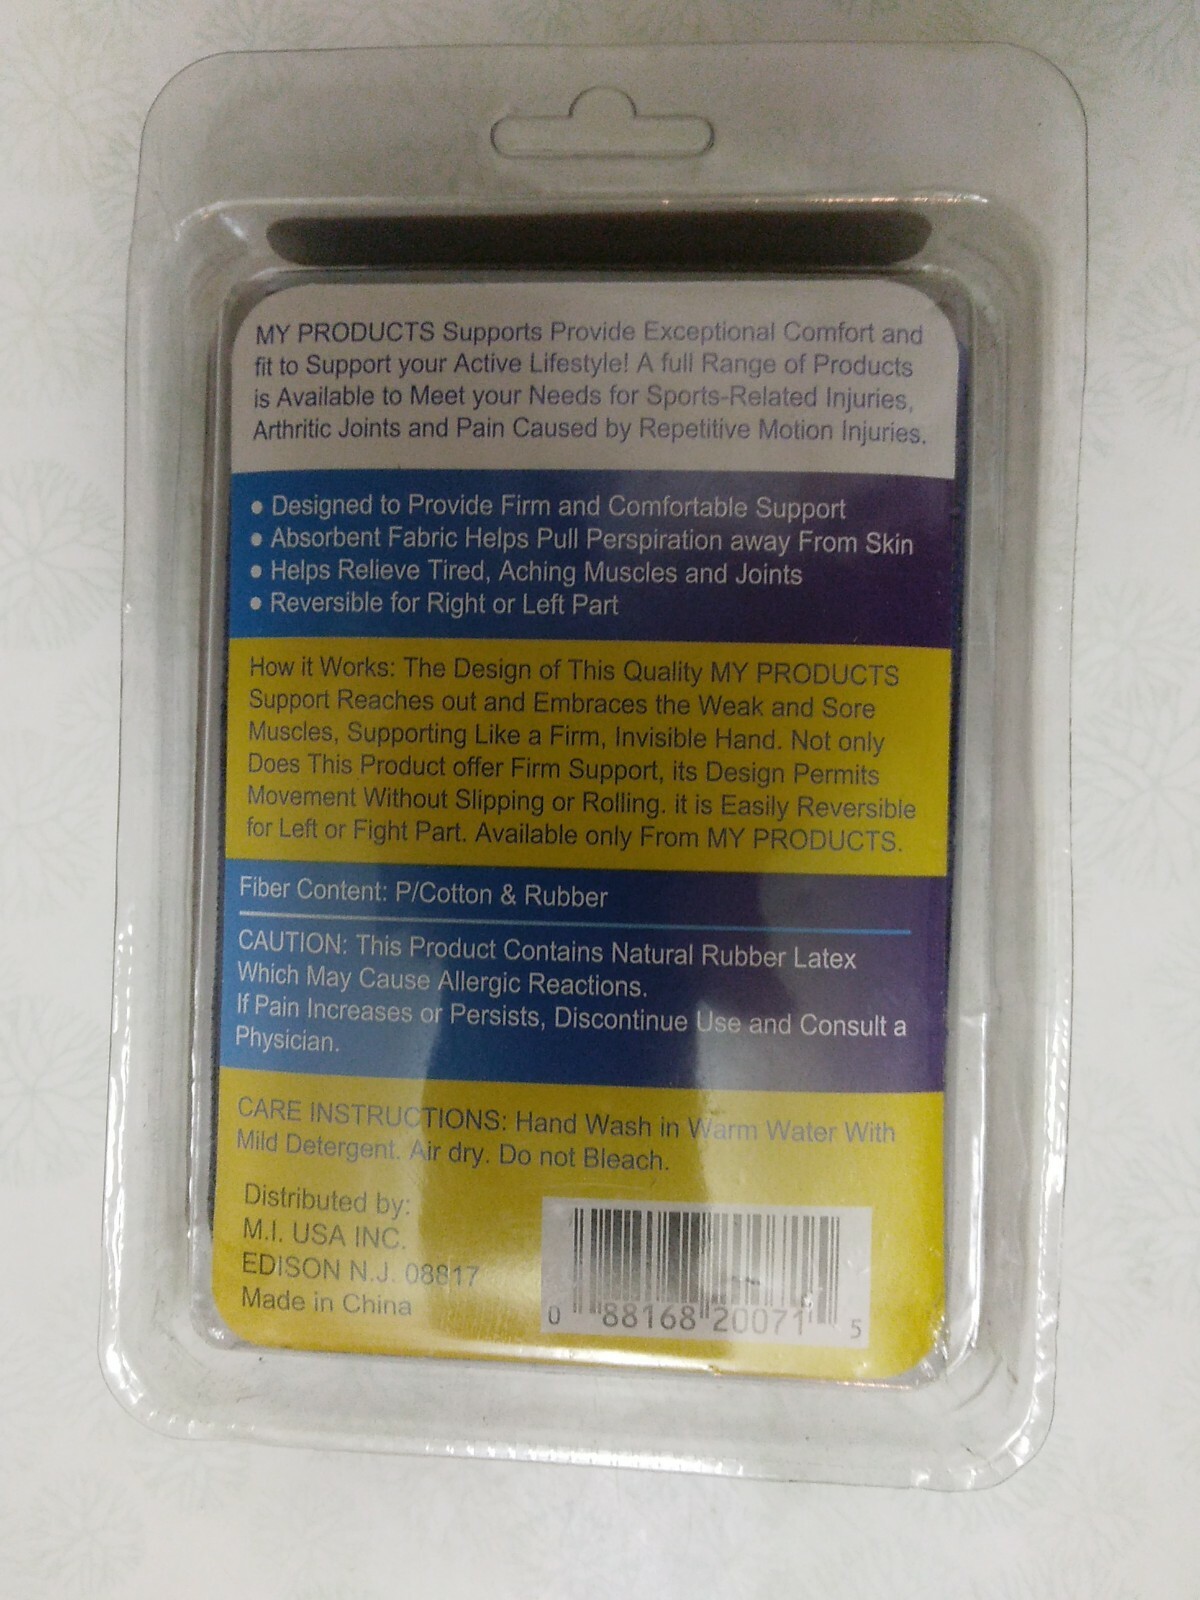 MY PRODUCTS Supports Provide Exceptional Comfort and
fit to Support your Active Lifestyle! A full Range of Products
is Available to Meet your Needs for Sports-Related Injuries,
Arthritic Joints and Pain Caused by Repetitive Motion Injuries.
• Designed to Provide Firm and Comfortable Support
• Absorbent Fabric Helps Pull Perspiration away From Skin
• Helps Relieve Tired, Aching Muscles and Joints
• Reversible for Right or Left Part
How it Works: The Design of This Quality MY PRODUCTS
Support Reaches out and Embraces the Weak and Sore
Muscles, Supporting Like a Firm, Invisible Hand. Not only
Does This Product offer Firm Support, its Design Permits
Movement Without Slipping or Rolling. it is Easily Reversible
for Left or Fight Part. Available only From MY PRODUCTS.
Fiber Content: P/Cotton & Rubber
CAUTION: This Product Contains Natural Rubber Latex
Which May Cause Allergic Reactions.
If Pain Increases or Persists, Discontinue Use and Consult a
Physician.
CARE INSTRUCTIONS: Hand Wash in Warm Water With
Mild Detergent. Air dry. Do not Bleach.
Distributed by:
M.I. USA INC.
EDISON N.J. 08817
Made in China
0 88168 20071 5